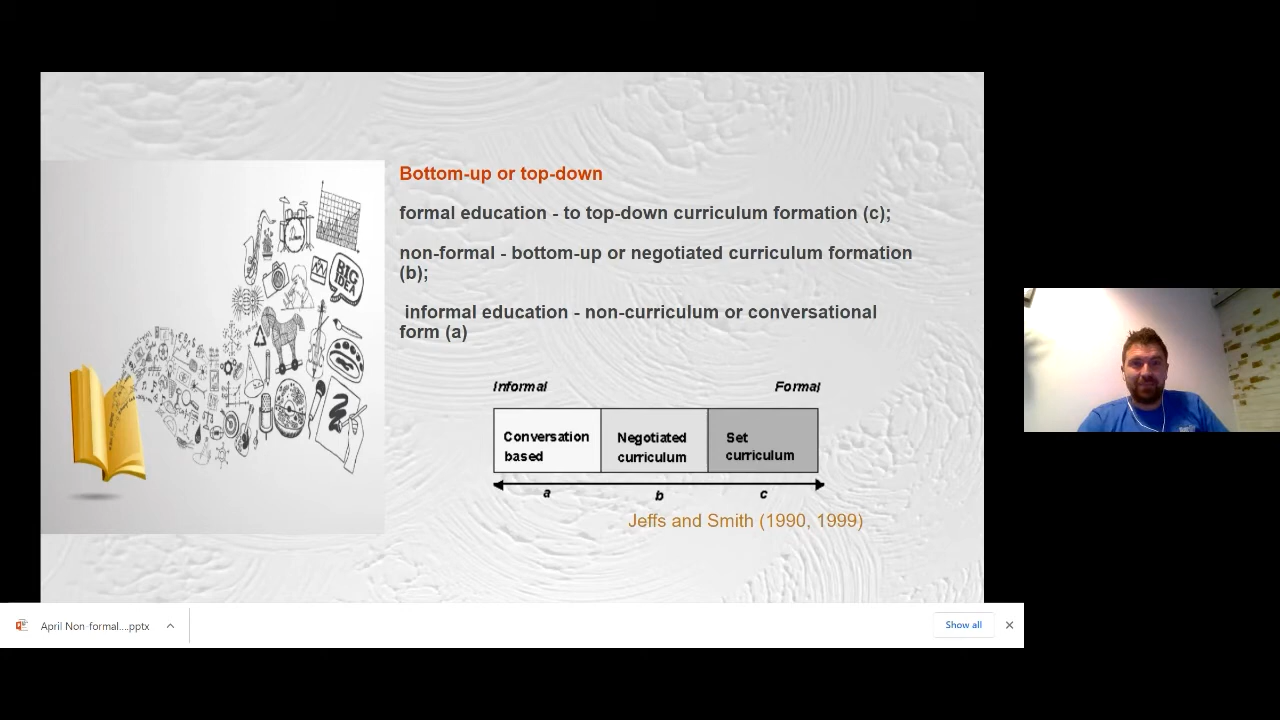 Bottom-up or top-down
formal education - to top-down curriculum formation (c);
non-formal - bottom-up or negotiated curriculum formation
(b);
informal education - non-curriculum or conversational
form (a)
BIG
IDEA
Informal
Formal
Conversation
based
Negotiated
curriculum
Set
curriculum
a
b
c
Jeffs and Smith (1990, 1999)
April Non-formal....pptx
Show all